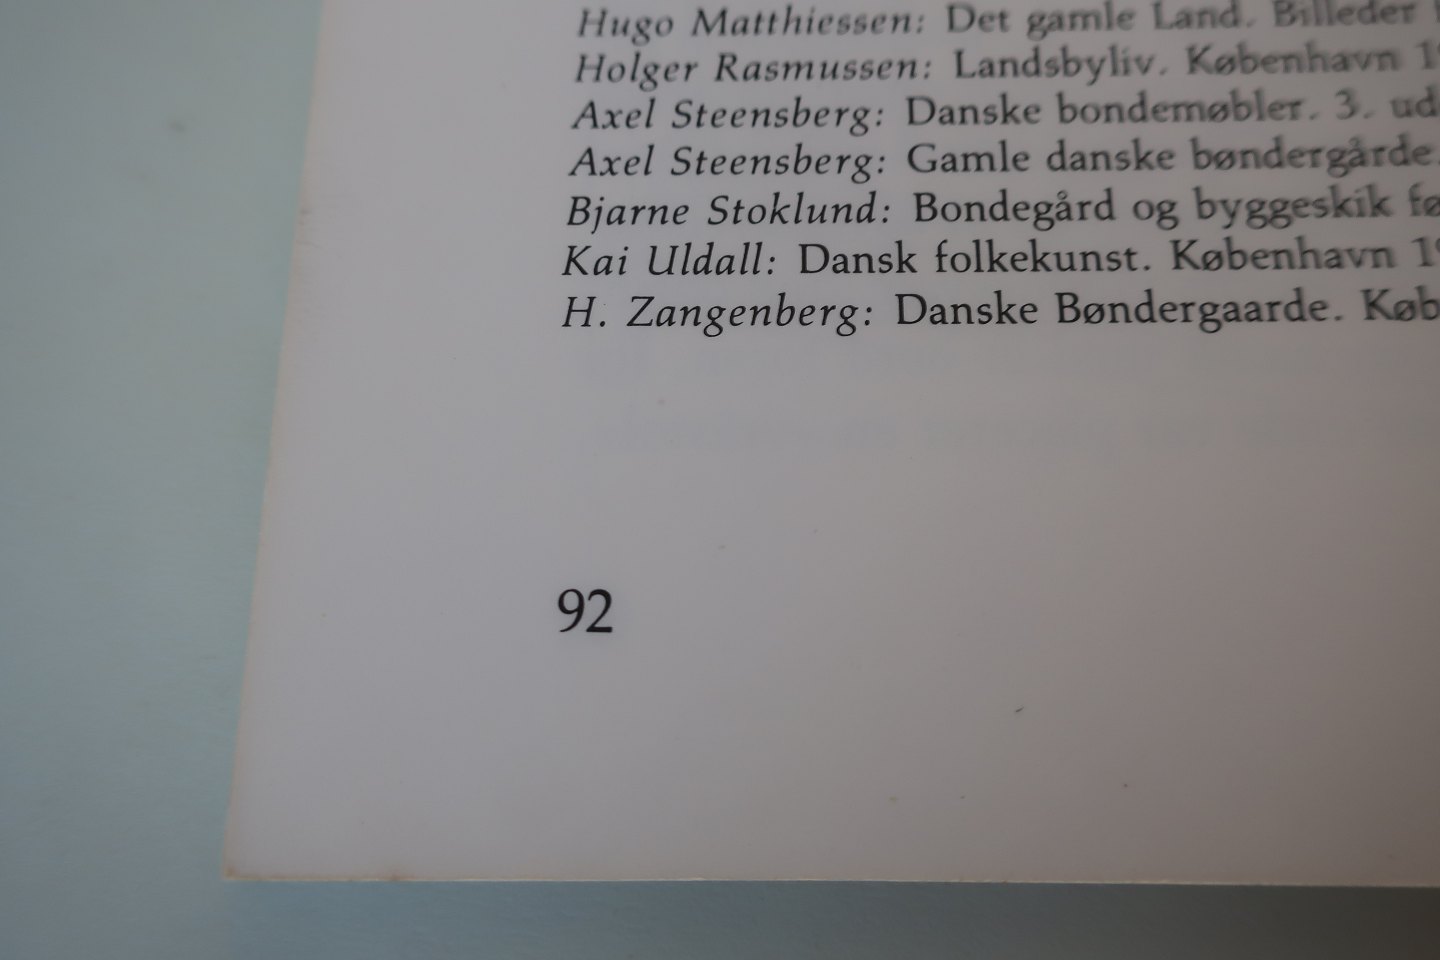 Hugo Matthiessen: Det gamle Land. Billeder
Holger Rasmussen: Landsbyliv. København
Axel Steensberg: Danske bondemøbler. 3.
Axel Steensberg: Gamle danske bøndergårde.
Bjarne Stoklund: Bondegård og byggeskik
Kai Uldall: Dansk folkekunst. København
H. Zangenberg: Danske Bøndergaarde.
92